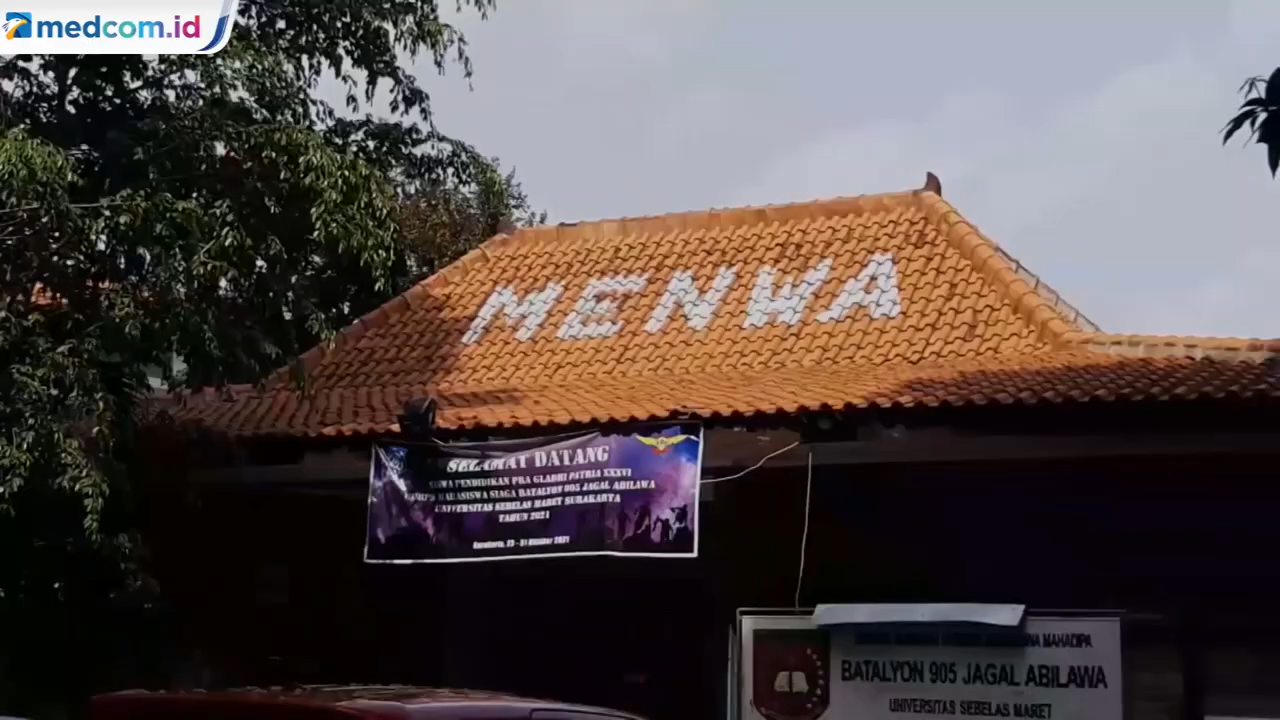 medcom.id
MENWA
SELAMAT DATANG
SISWA PENDIDIKAN PRA GLADHI PATRIA XXXVI
CORPS MAHASISWA SIAGA BATALYON 905 JAGAL ABILAWA
UNIVERSITAS SEBELAS MARET SURAKARTA
TAHUN 2021
Surakarta, 23 - 31 Oktober 2021
MAHADIPA
BATALYON 905 JAGAL ABILAWA
UNIVERSITAS SEBELAS MARET